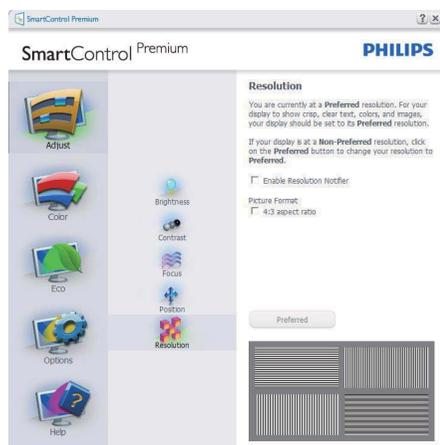 SmartControl Premium
SmartControl Premium
PHILIPS
Adjust
Color
Eco
Options
Help
Brightness
Contrast
Focus
Position
Resolution
Resolution
You are currently at a Preferred resolution. For your
display to show crisp, clear text, colors, and images,
your display should be set to its Preferred resolution.
If your display is at a Non-Preferred resolution, click
on the Preferred button to change your resolution to
Preferred.
Enable Resolution Notifier
Picture Format
4:3 aspect ratio
Preferred